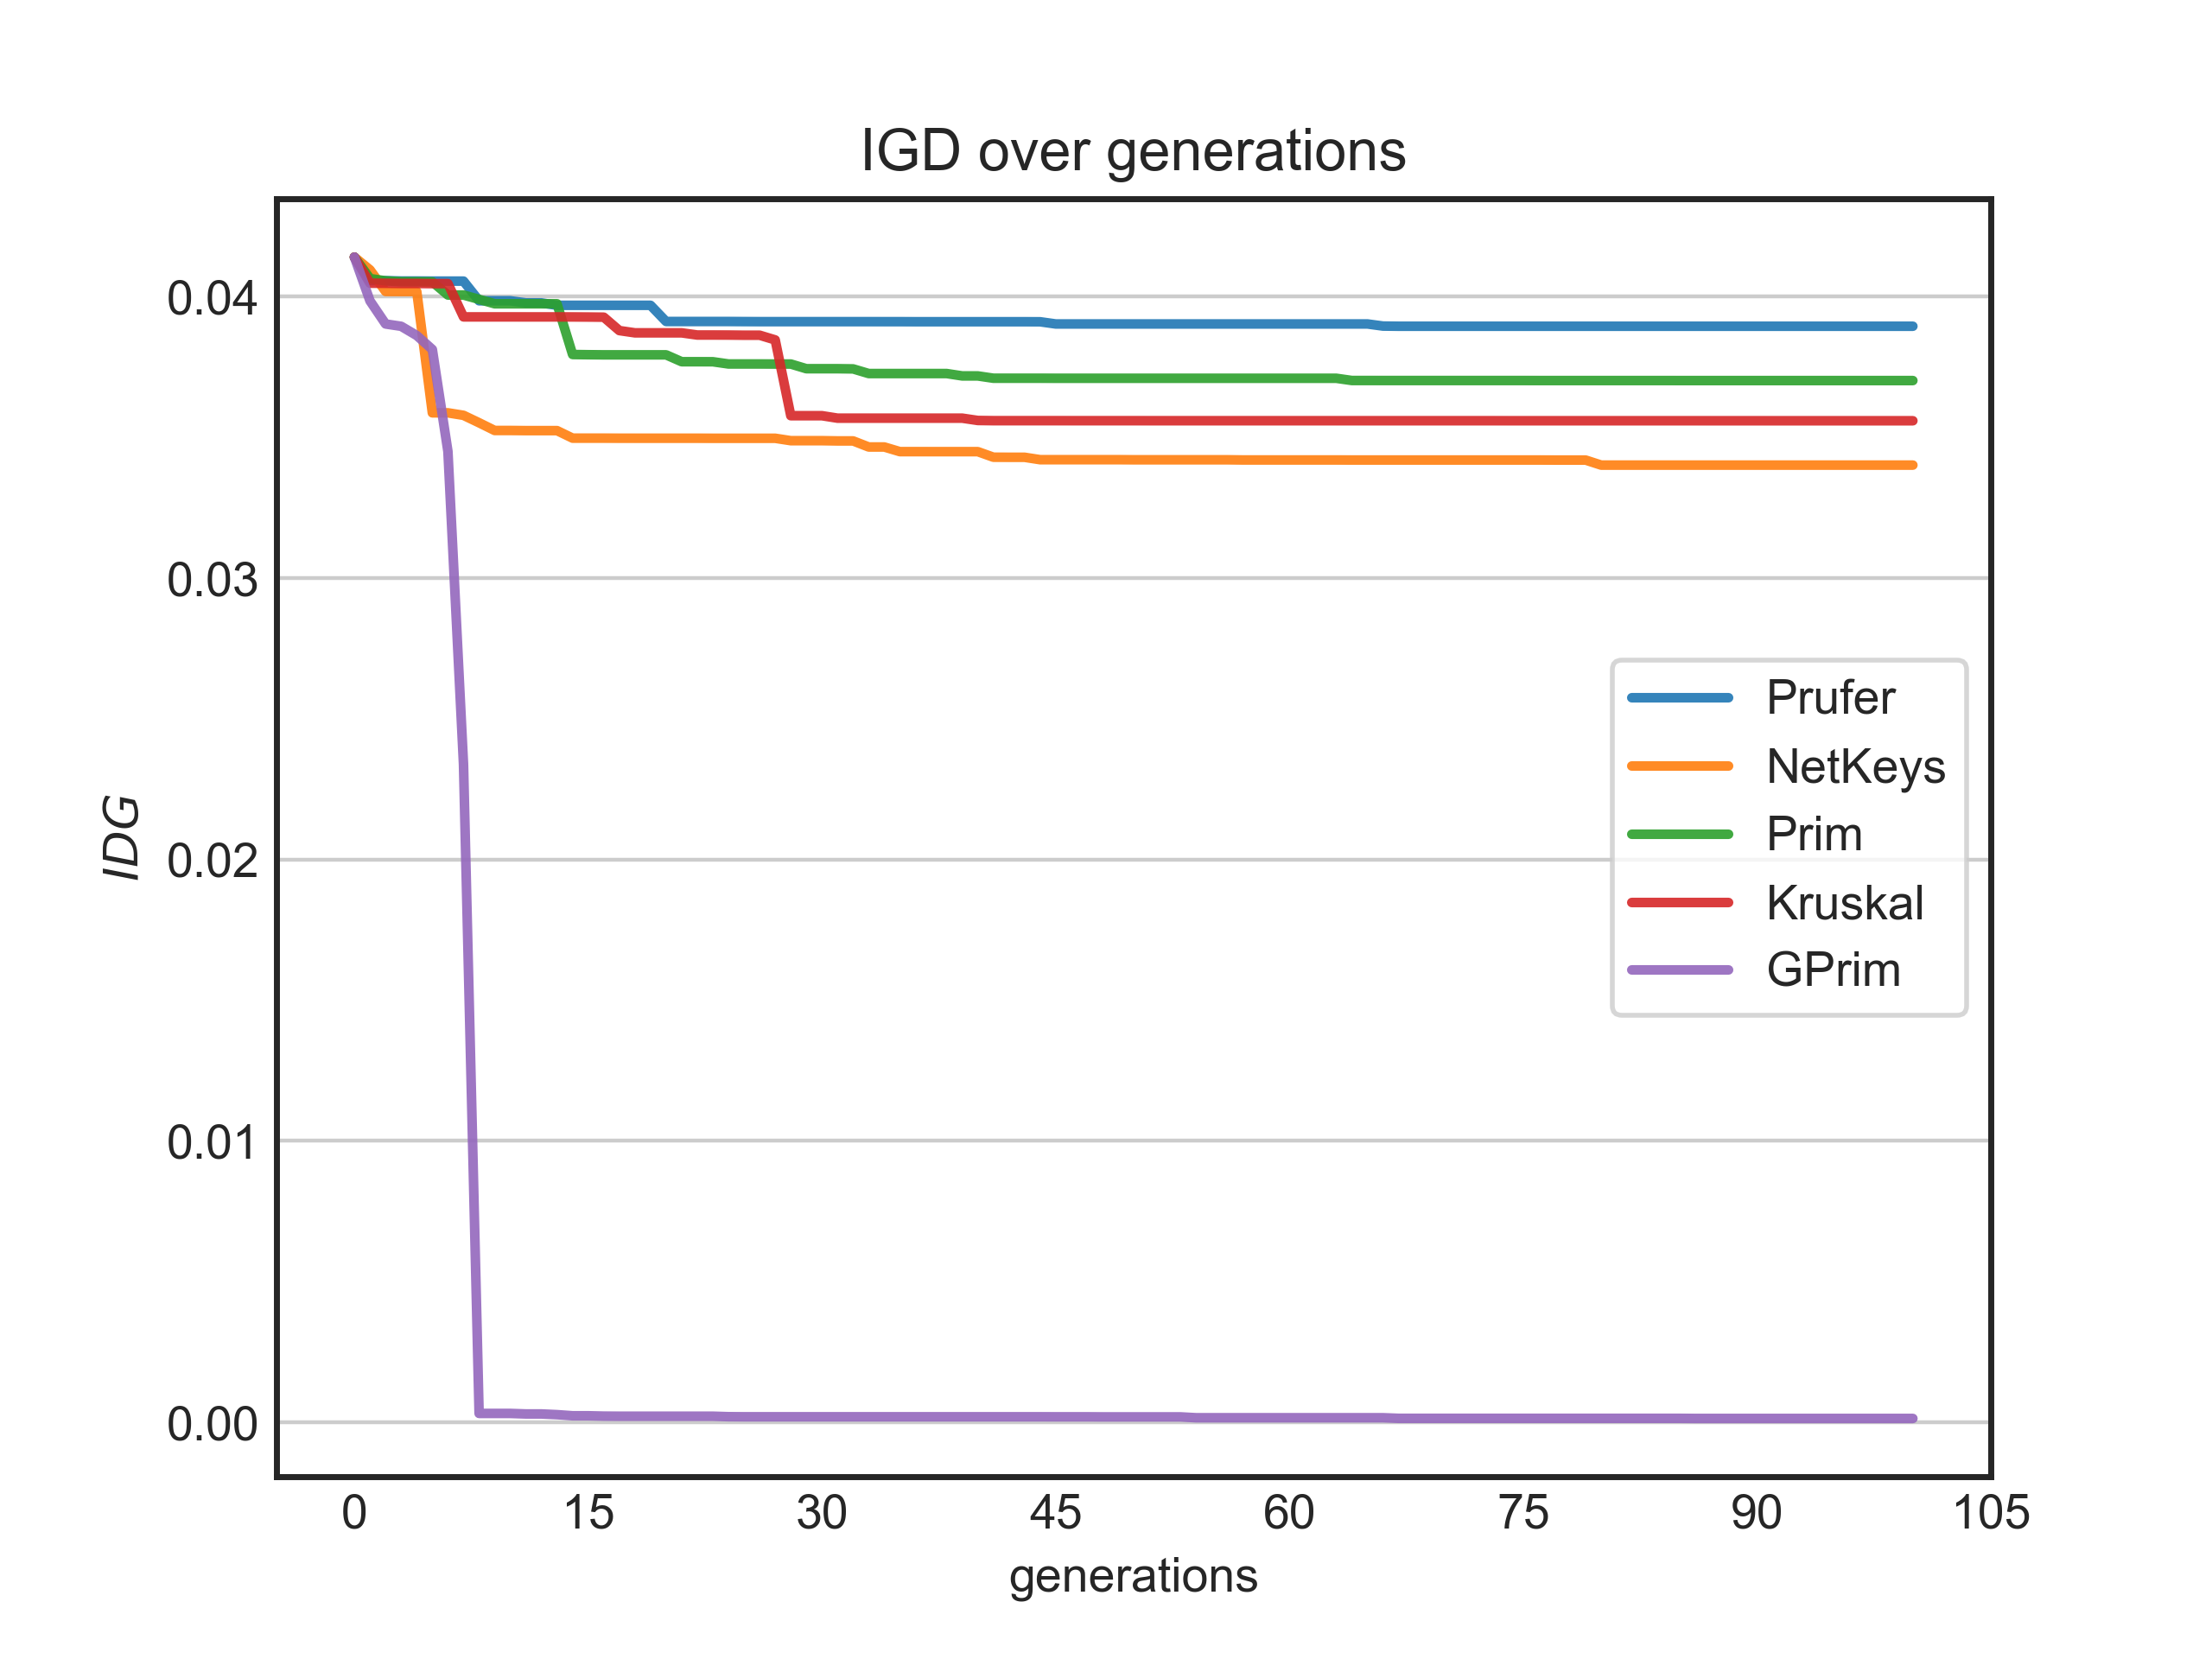 IGD over generations
IDG
0.04
0.03
0.02
0.01
0.00
Prufer
NetKeys
Prim
Kruskal
GPrim
0 15 30 45 60 75 90 105
generations